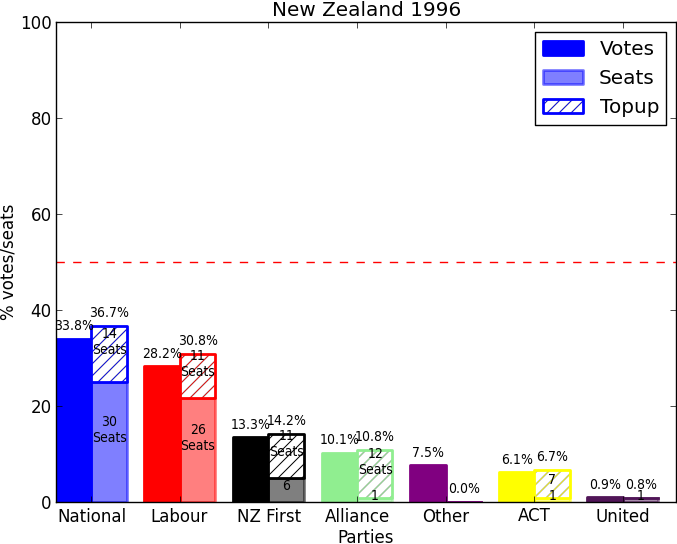 New Zealand 1996
Votes
Seats
Topup
% votes/seats
100
80
60
40
20
0
33.8%
36.7%
14
Seats
30
Seats
28.2%
30.8%
11
Seats
26
Seats
13.3%
14.2%
11
Seats
6
10.1%
10.8%
12
Seats
1
7.5%
0.0%
6.1%
6.7%
7
1
0.9%
0.8%
1
National
Labour
NZ First
Alliance
Other
ACT
United
Parties